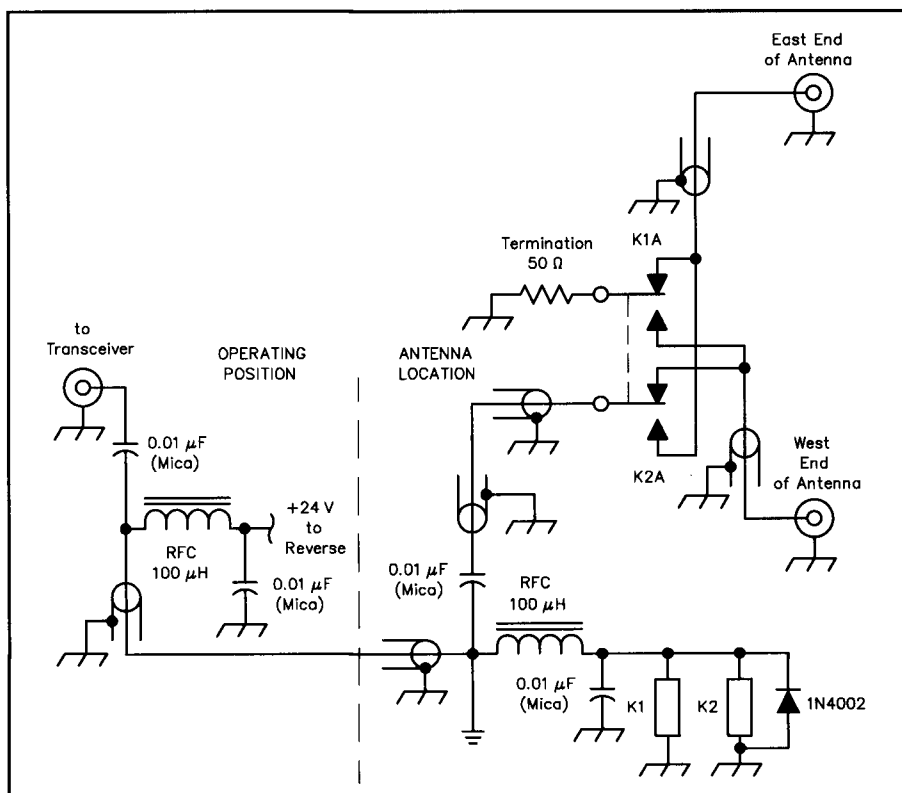 East End
of Antenna
K1A
Termination
50 Ω
to
Transceiver
OPERATING
POSITION
ANTENNA
LOCATION
0.01 µF
(Mica)
+24 V
to
Reverse
RFC
100 µH
0.01 µF
(Mica)
K2A
West
End
of Antenna
0.01 µF
(Mica)
RFC
100 µH
0.01 µF
(Mica)
K1
K2
1N4002